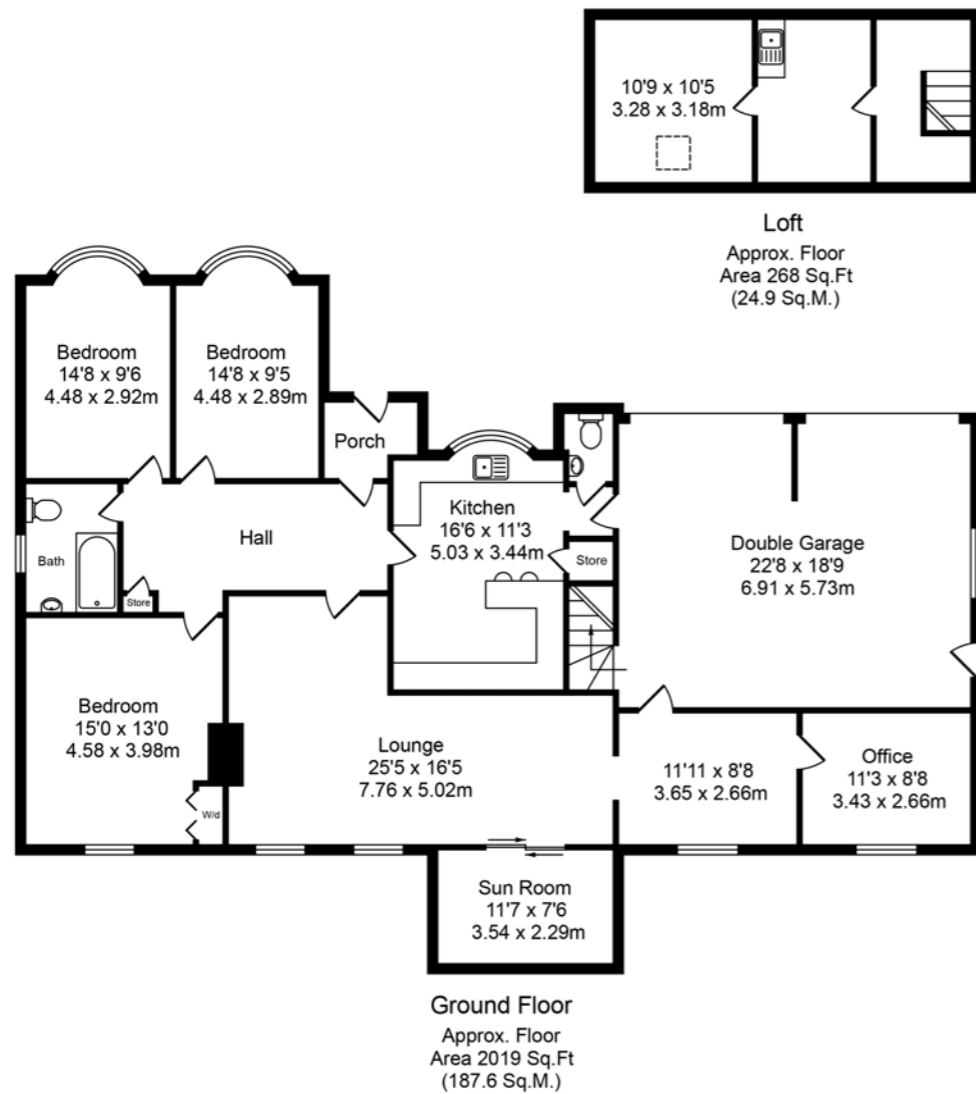 10'9 x 10'5
3.28 x 3.18m
Loft
Approx. Floor
Area 268 Sq.Ft
(24.9 Sq.M.)
Bedroom
14'8 x 9'6
4.48 x 2.92m
Bedroom
14'8 x 9'5
4.48 x 2.89m
Porch
Kitchen
16'6 x 11'3
5.03 x 3.44m
Hall
Bath
Store
Store
Double Garage
22'8 x 18'9
6.91 x 5.73m
Bedroom
15'0 x 13'0
4.58 x 3.98m
W/d
Lounge
25'5 x 16'5
7.76 x 5.02m
11'11 x 8'8
3.65 x 2.66m
Office
11'3 x 8'8
3.43 x 2.66m
Sun Room
11'7 x 7'6
3.54 x 2.29m
Ground Floor
Approx. Floor
Area 2019 Sq.Ft
(187.6 Sq.M.)